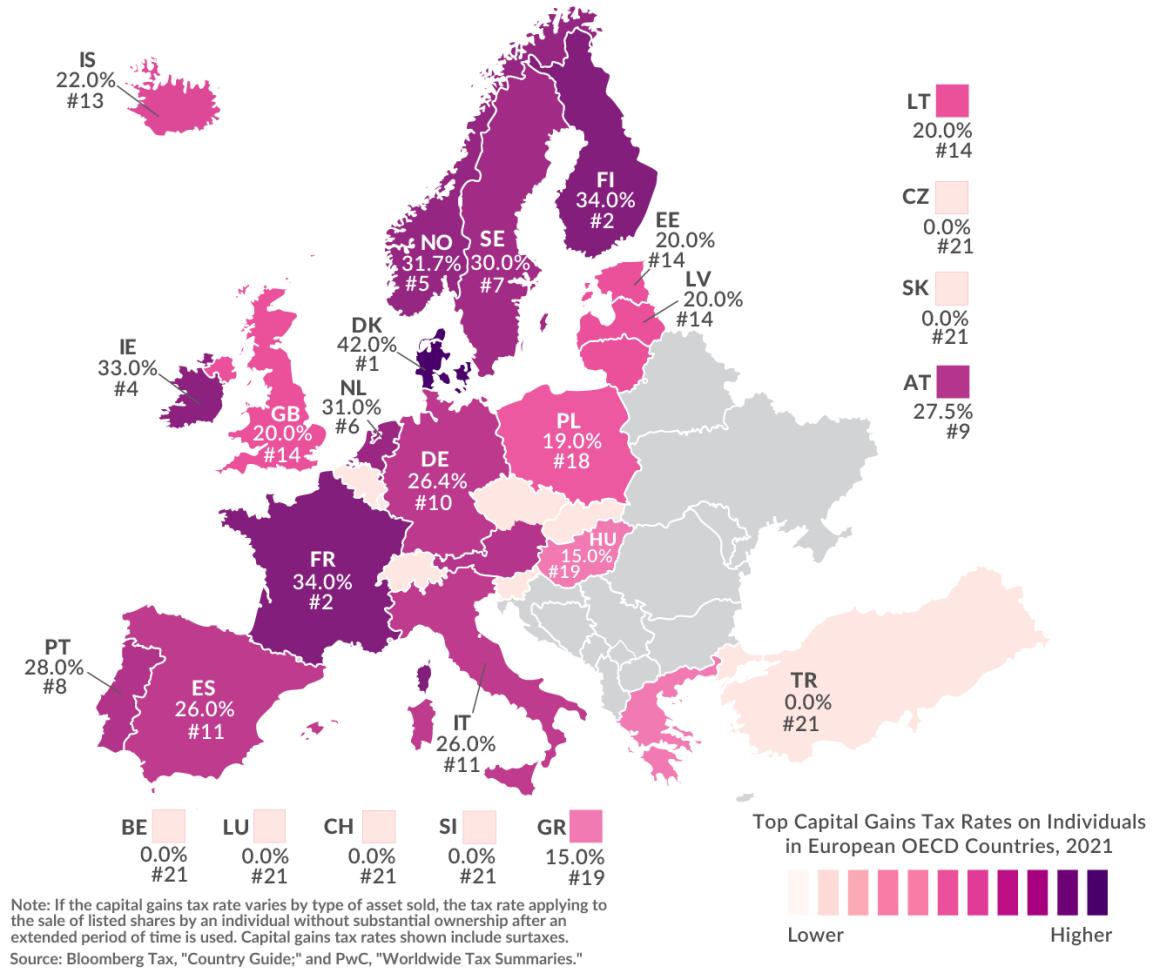 IS
22.0%
#13
LT
20.0%
#14
FI
34.0%
#2
CZ
0.0%
#21
EE
20.0%
#14
NO
31.7%
#5
SE
30.0%
#7
LV
20.0%
#14
SK
0.0%
#21
DK
42.0%
#1
IE
33.0%
#4
AT
27.5%
#9
NL
31.0%
#6
GB
20.0%
#14
PL
19.0%
#18
DE
26.4%
#10
HU
15.0%
#19
FR
34.0%
#2
PT
28.0%
#8
ES
26.0%
#11
TR
0.0%
#21
IT
26.0%
#11
BE
0.0%
#21
LU
0.0%
#21
CH
0.0%
#21
SI
0.0%
#21
GR
15.0%
#19
Top Capital Gains Tax Rates on Individuals
in European OECD Countries, 2021
Lower
Higher
Note: If the capital gains tax rate varies by type of asset sold, the tax rate applying to
the sale of listed shares by an individual without substantial ownership after an
extended period of time is used. Capital gains tax rates shown include surtaxes.
Source: Bloomberg Tax, "Country Guide;" and PwC, "Worldwide Tax Summaries."